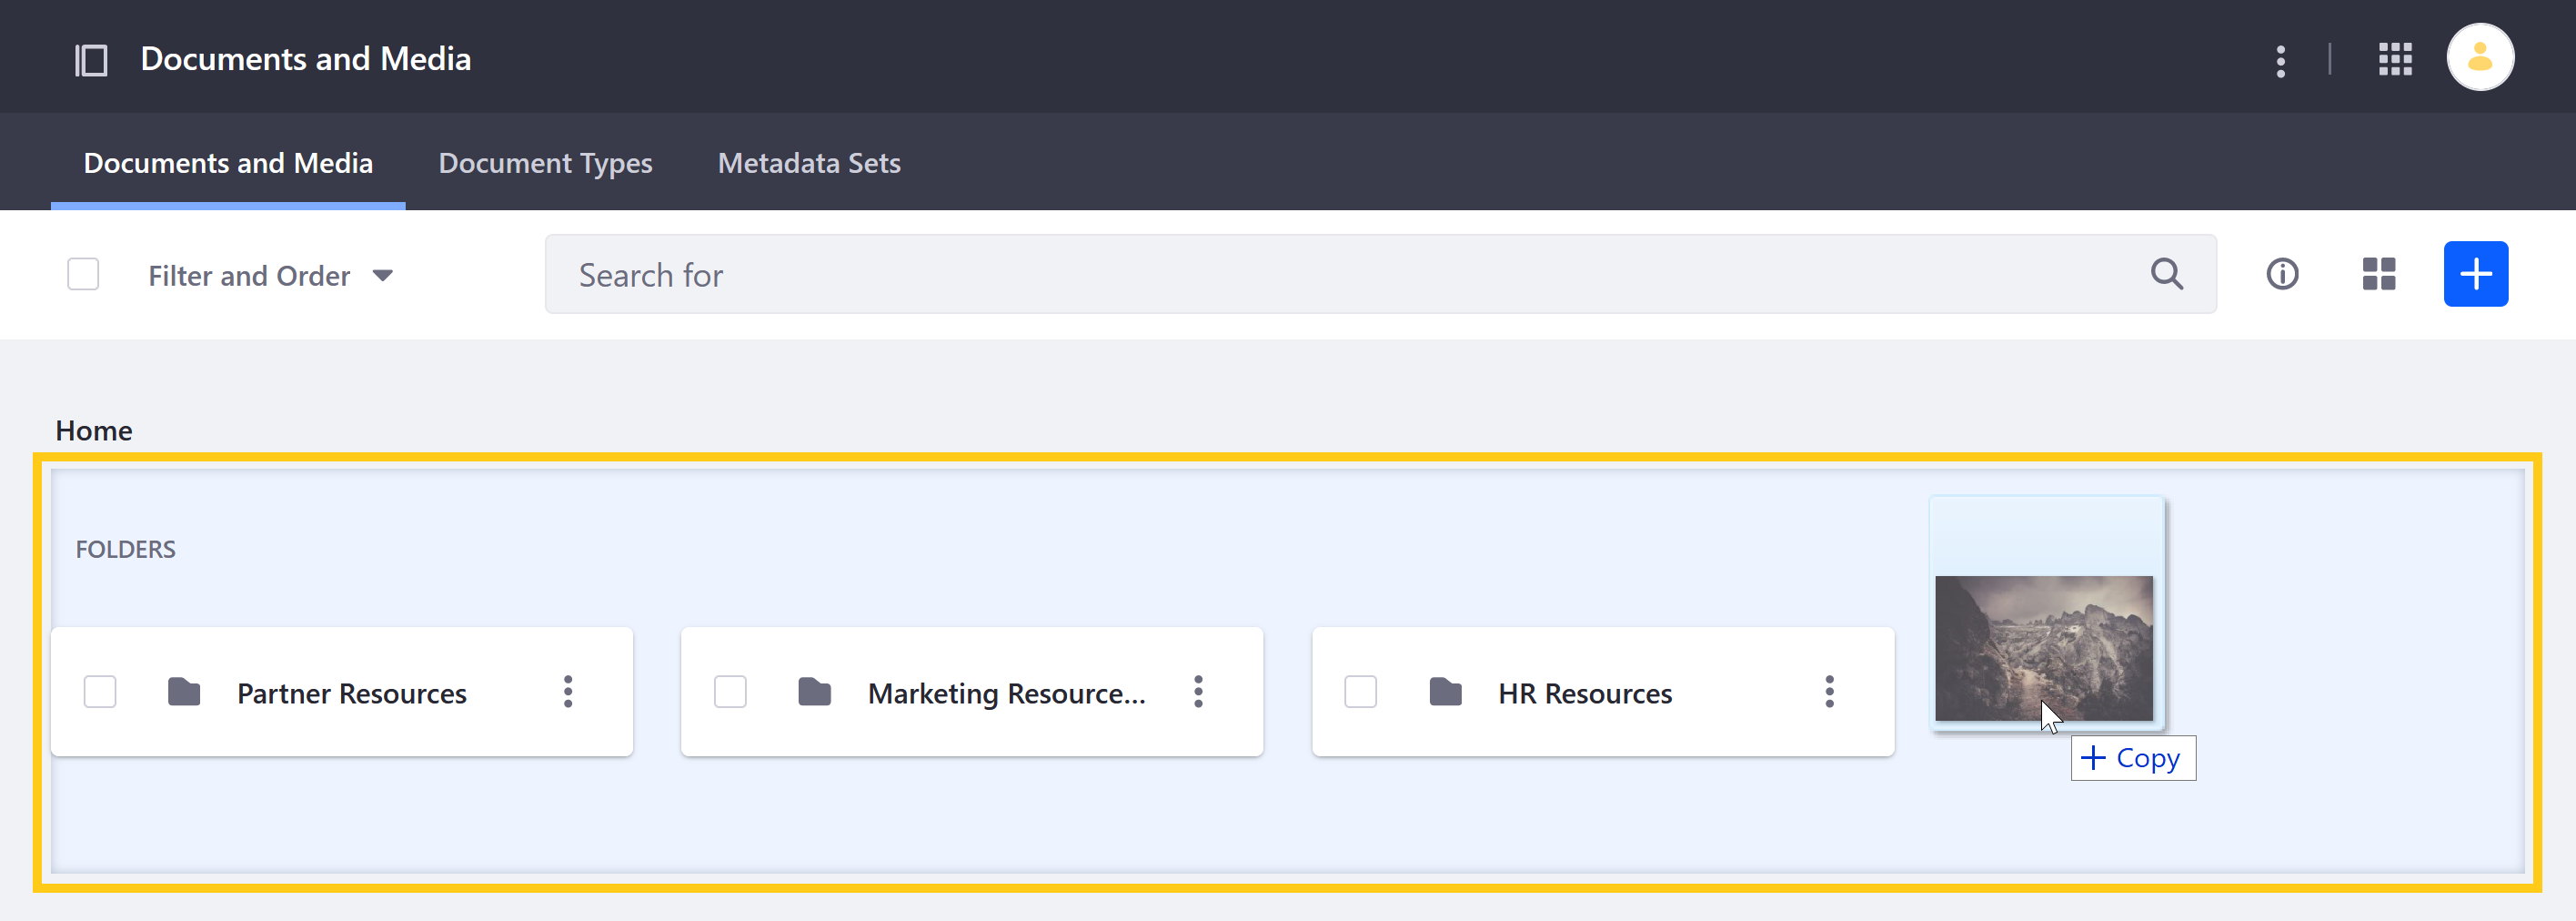 Documents and Media
Documents and Media Document Types Metadata Sets
Filter and Order Search for
Home
FOLDERS
Partner Resources Marketing Resource... HR Resources
Copy